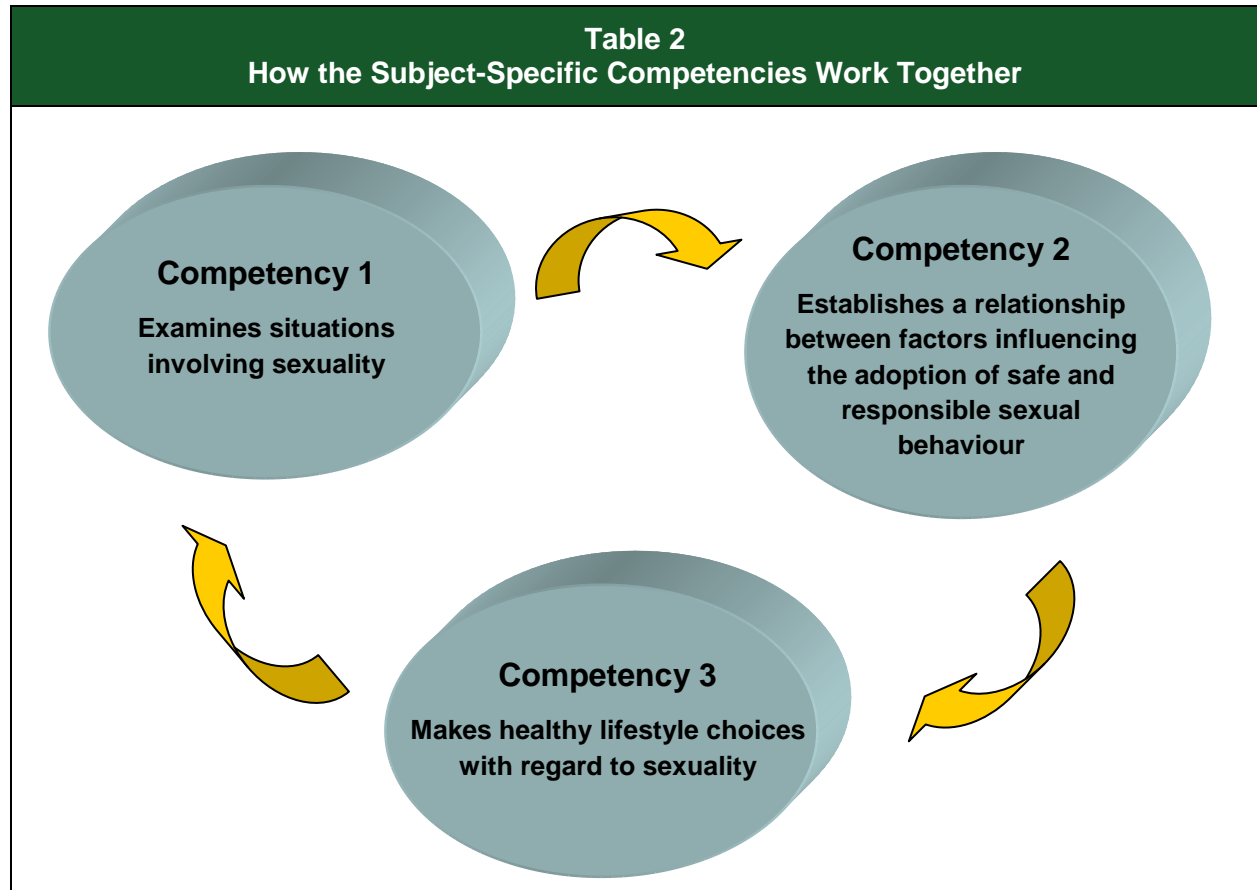 Table 2
How the Subject-Specific Competencies Work Together
Competency 1
Examines situations
involving sexuality
Competency 2
Establishes a relationship
between factors influencing
the adoption of safe and
responsible sexual
behaviour
Competency 3
Makes healthy lifestyle choices
with regard to sexuality